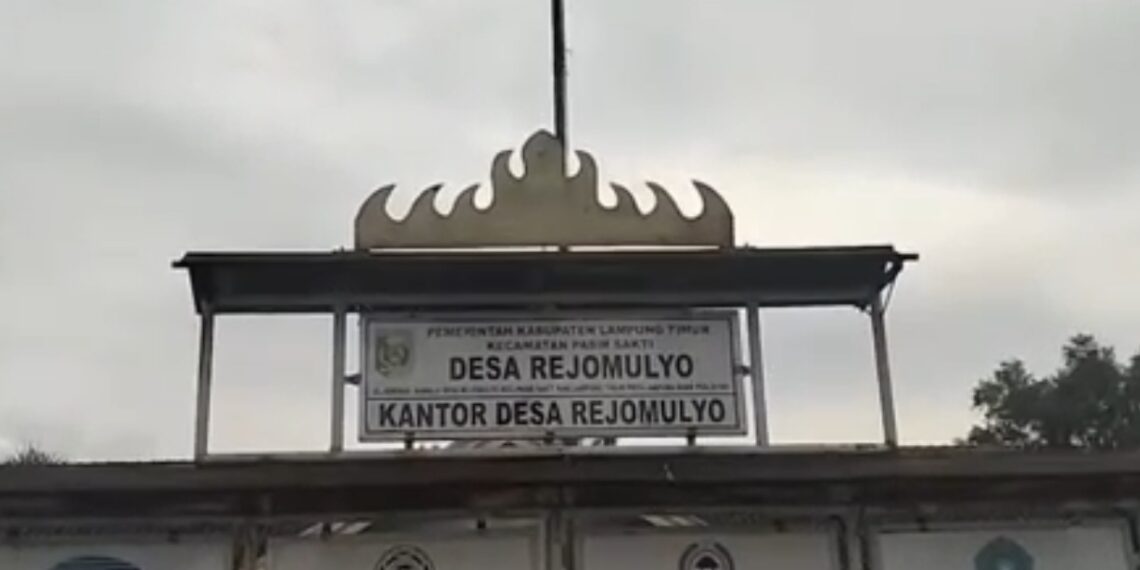 PEMERINTAH KABUPATEN LAMPUNG TIMUR
KECAMATAN PASIR SAKTI
DESA REJOMULYO
KANTOR DESA REJOMULYO